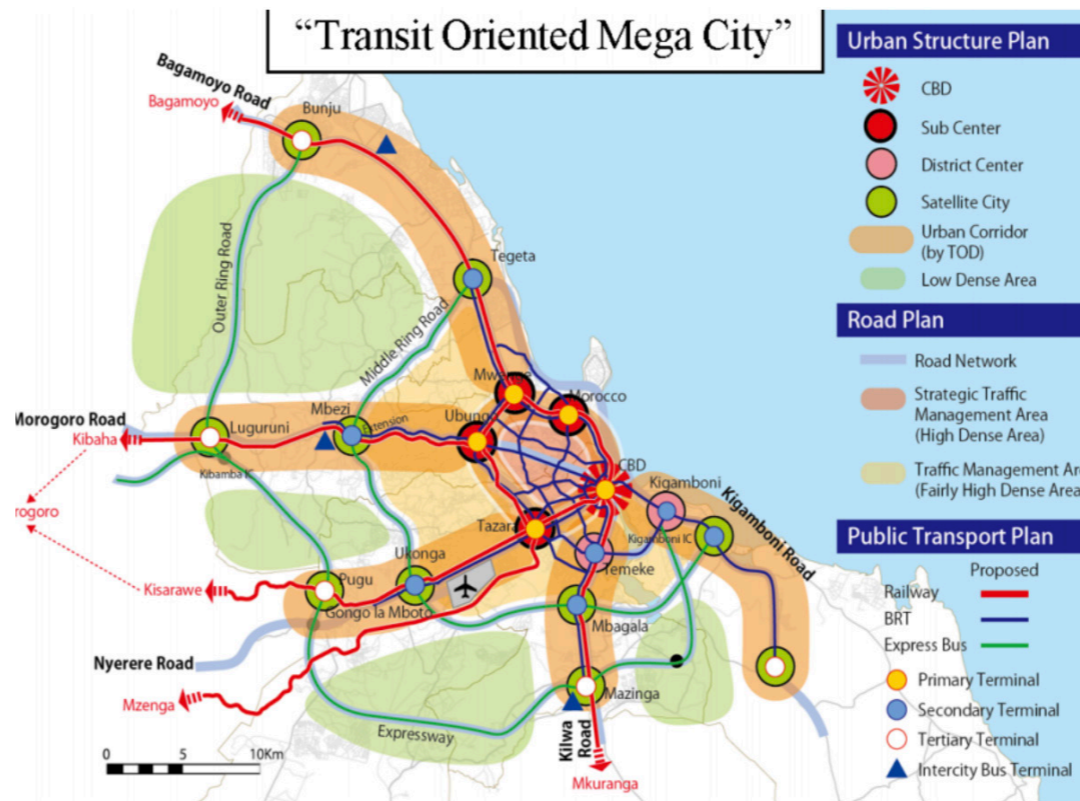 “Transit Oriented Mega City”
Urban Structure Plan
CBD
Sub Center
District Center
Satellite City
Urban Corridor
(by TOD)
Low Dense Area
Road Plan
Road Network
Strategic Traffic
Management Area
(High Dense Area)
Traffic Management Ar
(Fairly High Dense Area
Public Transport Plan
Proposed
Railway
BRT
Express Bus
Primary Terminal
Secondary Terminal
Tertiary Terminal
Intercity Bus Terminal
Bagamoyo Road
Bagamoyo
Bunju
Tegeta
Outer Ring Road
Middle Ring Road
Morocco
Mbezi
Extension
Ubungo
Morogoro Road
Kibaha
Luguruni
Kibamba IC
CBD
Kigamboni
Kigamboni Road
Kigamboni IC
rogoro
Tazara
Temeke
Ukonga
Kisarawe
Pugu
Gongo la Mboto
Mbagala
Nyerere Road
Mzenga
Mazinga
Expressway
Kilwa
Road
Mkuranga
0 5 10Km